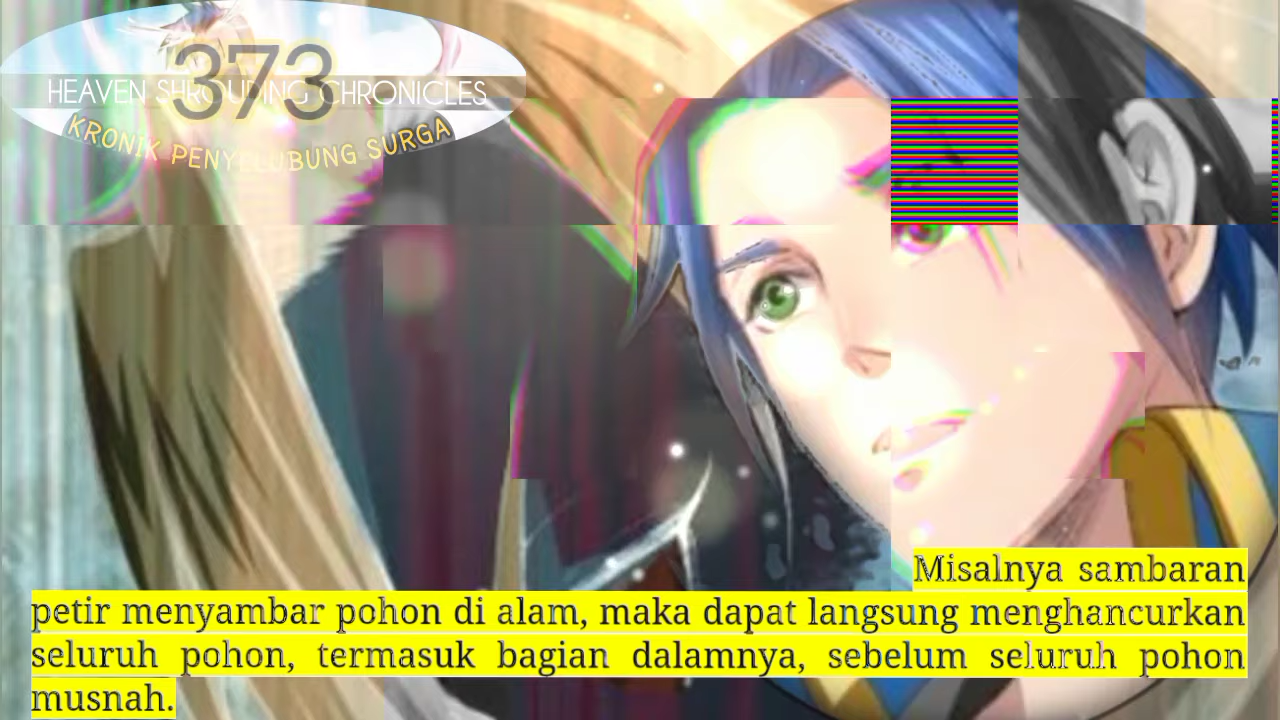 373
HEAVEN SHROUDING CHRONICLES
KRONIK PENYELUBUNG SURGA
Misalnya sambaran
petir menyambar pohon di alam, maka dapat langsung menghancurkan
seluruh pohon, termasuk bagian dalamnya, sebelum seluruh pohon
musnah.